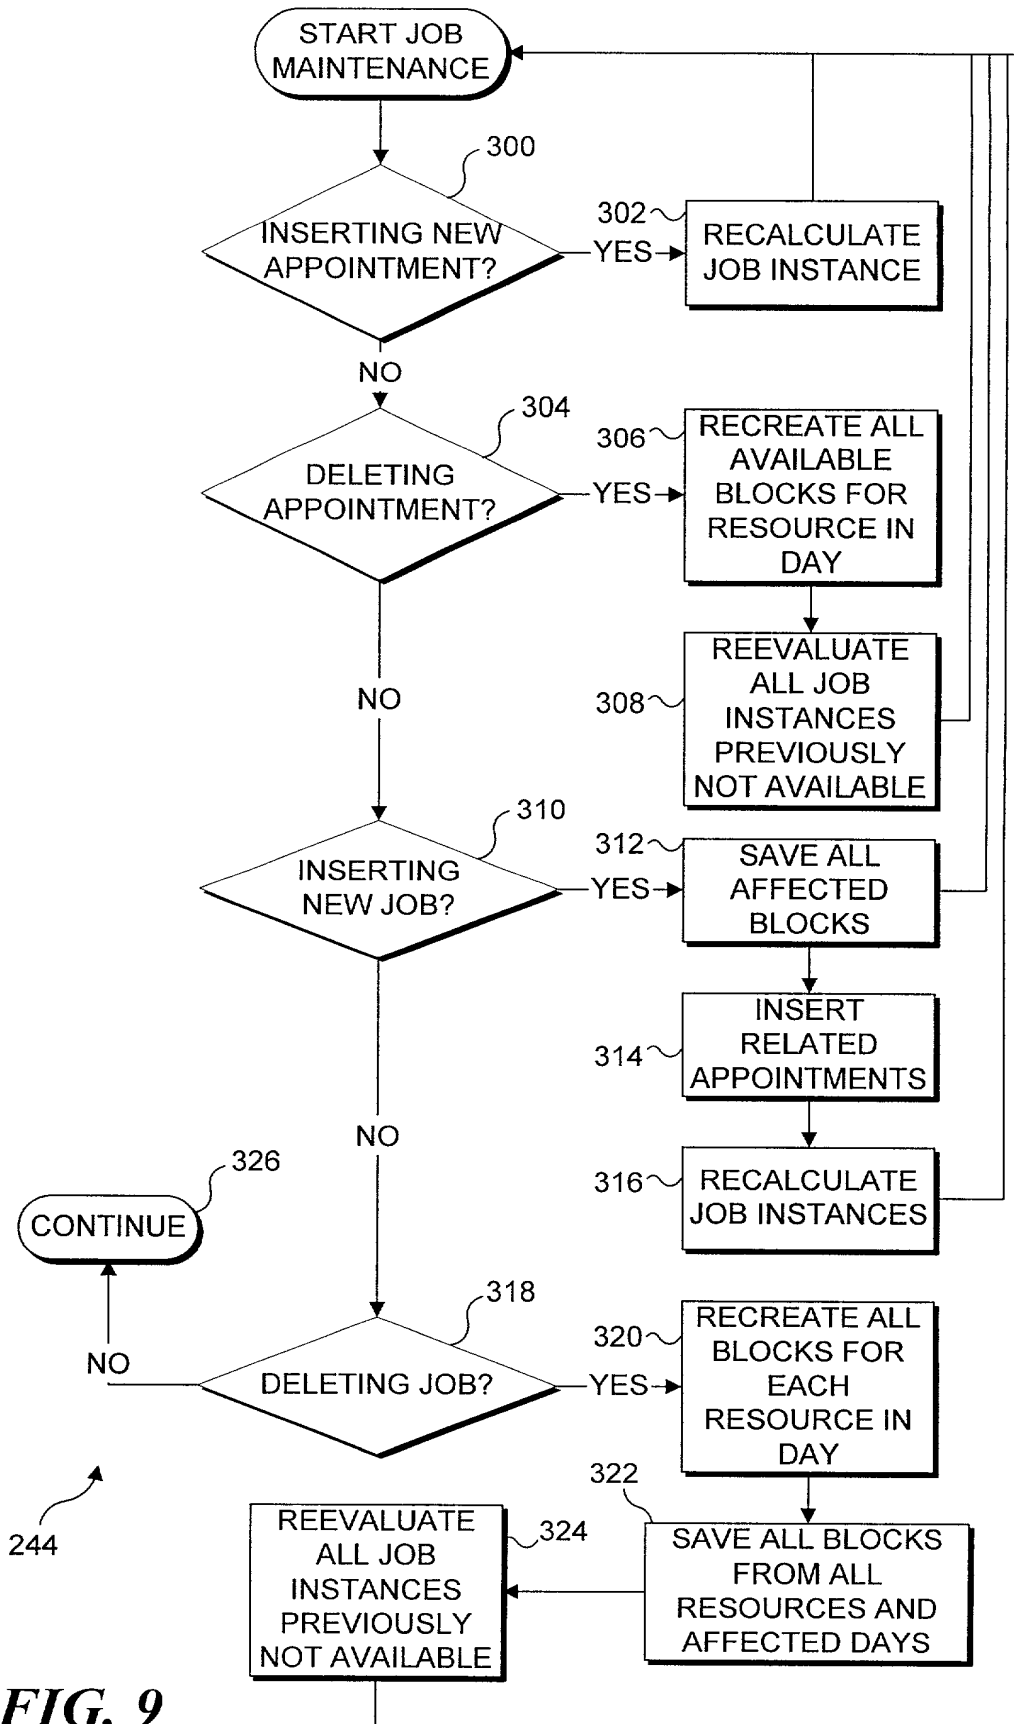 START JOB
MAINTENANCE
300
INSERTING NEW
APPOINTMENT?
YES
302
RECALCULATE
JOB INSTANCE
NO
304
DELETING
APPOINTMENT?
YES
306
RECREATE ALL
AVAILABLE
BLOCKS FOR
RESOURCE IN
DAY
308
REEVALUATE
ALL JOB
INSTANCES
PREVIOUSLY
NOT AVAILABLE
NO
310
INSERTING
NEW JOB?
YES
312
SAVE ALL
AFFECTED
BLOCKS
314
INSERT
RELATED
APPOINTMENTS
316
RECALCULATE
JOB INSTANCES
NO
326
CONTINUE
NO
318
DELETING JOB?
YES
320
RECREATE ALL
BLOCKS FOR
EACH
RESOURCE IN
DAY
322
SAVE ALL BLOCKS
FROM ALL
RESOURCES AND
AFFECTED DAYS
324
REEVALUATE
ALL JOB
INSTANCES
PREVIOUSLY
NOT AVAILABLE
244
FIG. 9